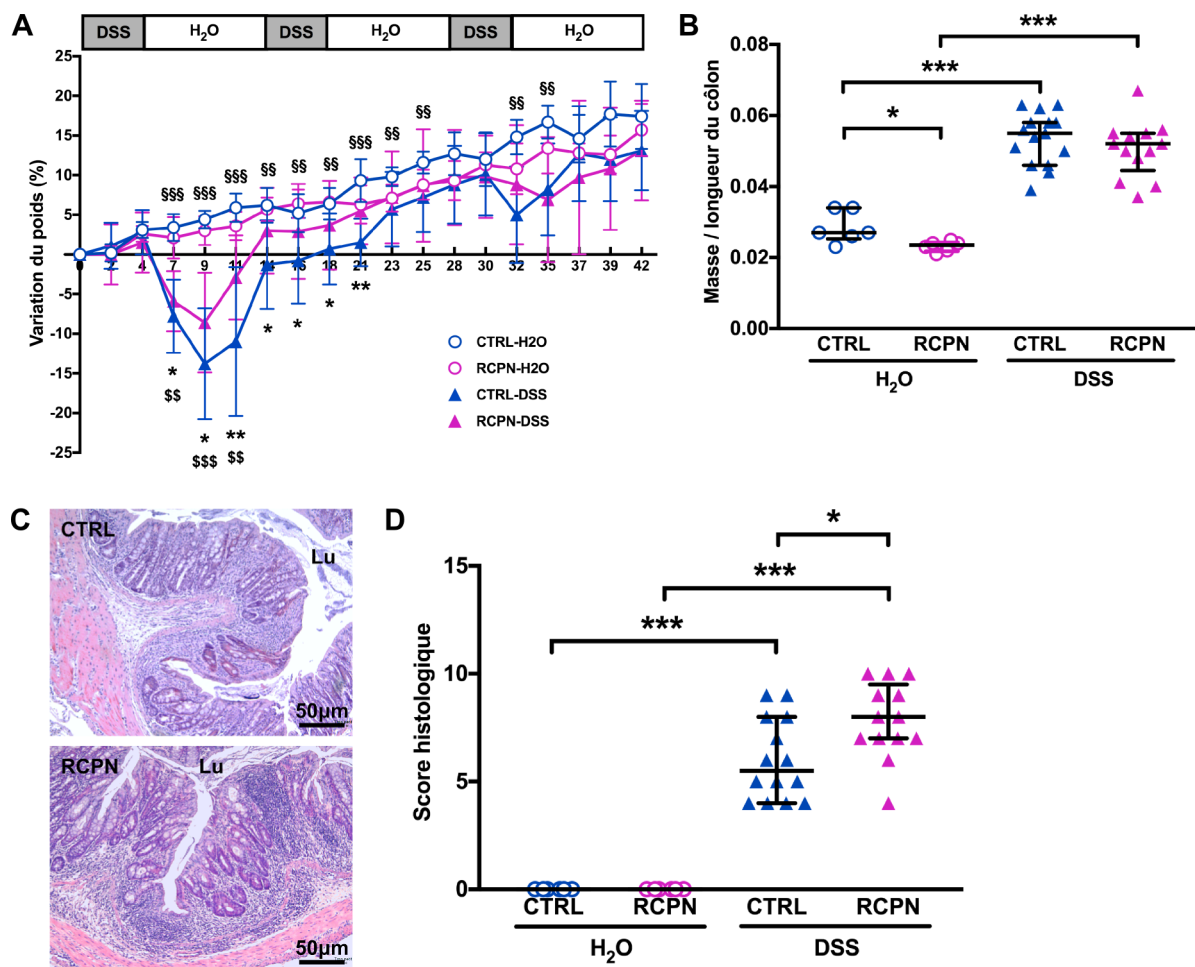 A
DSS H₂O DSS H₂O DSS H₂O
25
20
15
10
5
-5
-10
-15
-20
-25
Variation du poids (%)
0 2 4 7 9 11 14 16 18 21 23 25 28 30 32 35 37 39 42
§§§ §§§ §§§ §§ §§ §§ §§§ §§ §§ §§ §§
* * ** * * * **
$$ $$$ $$
CTRL-H2O
RCPN-H2O
CTRL-DSS
RCPN-DSS
B
***
***
*
0.08
0.06
0.04
0.02
0.00
Masse / longueur du côlon
CTRL RCPN CTRL RCPN
H₂O DSS
C
CTRL
Lu
50µm
RCPN
Lu
50µm
D
*
***
***
15
10
5
0
Score histologique
CTRL RCPN CTRL RCPN
H₂O DSS